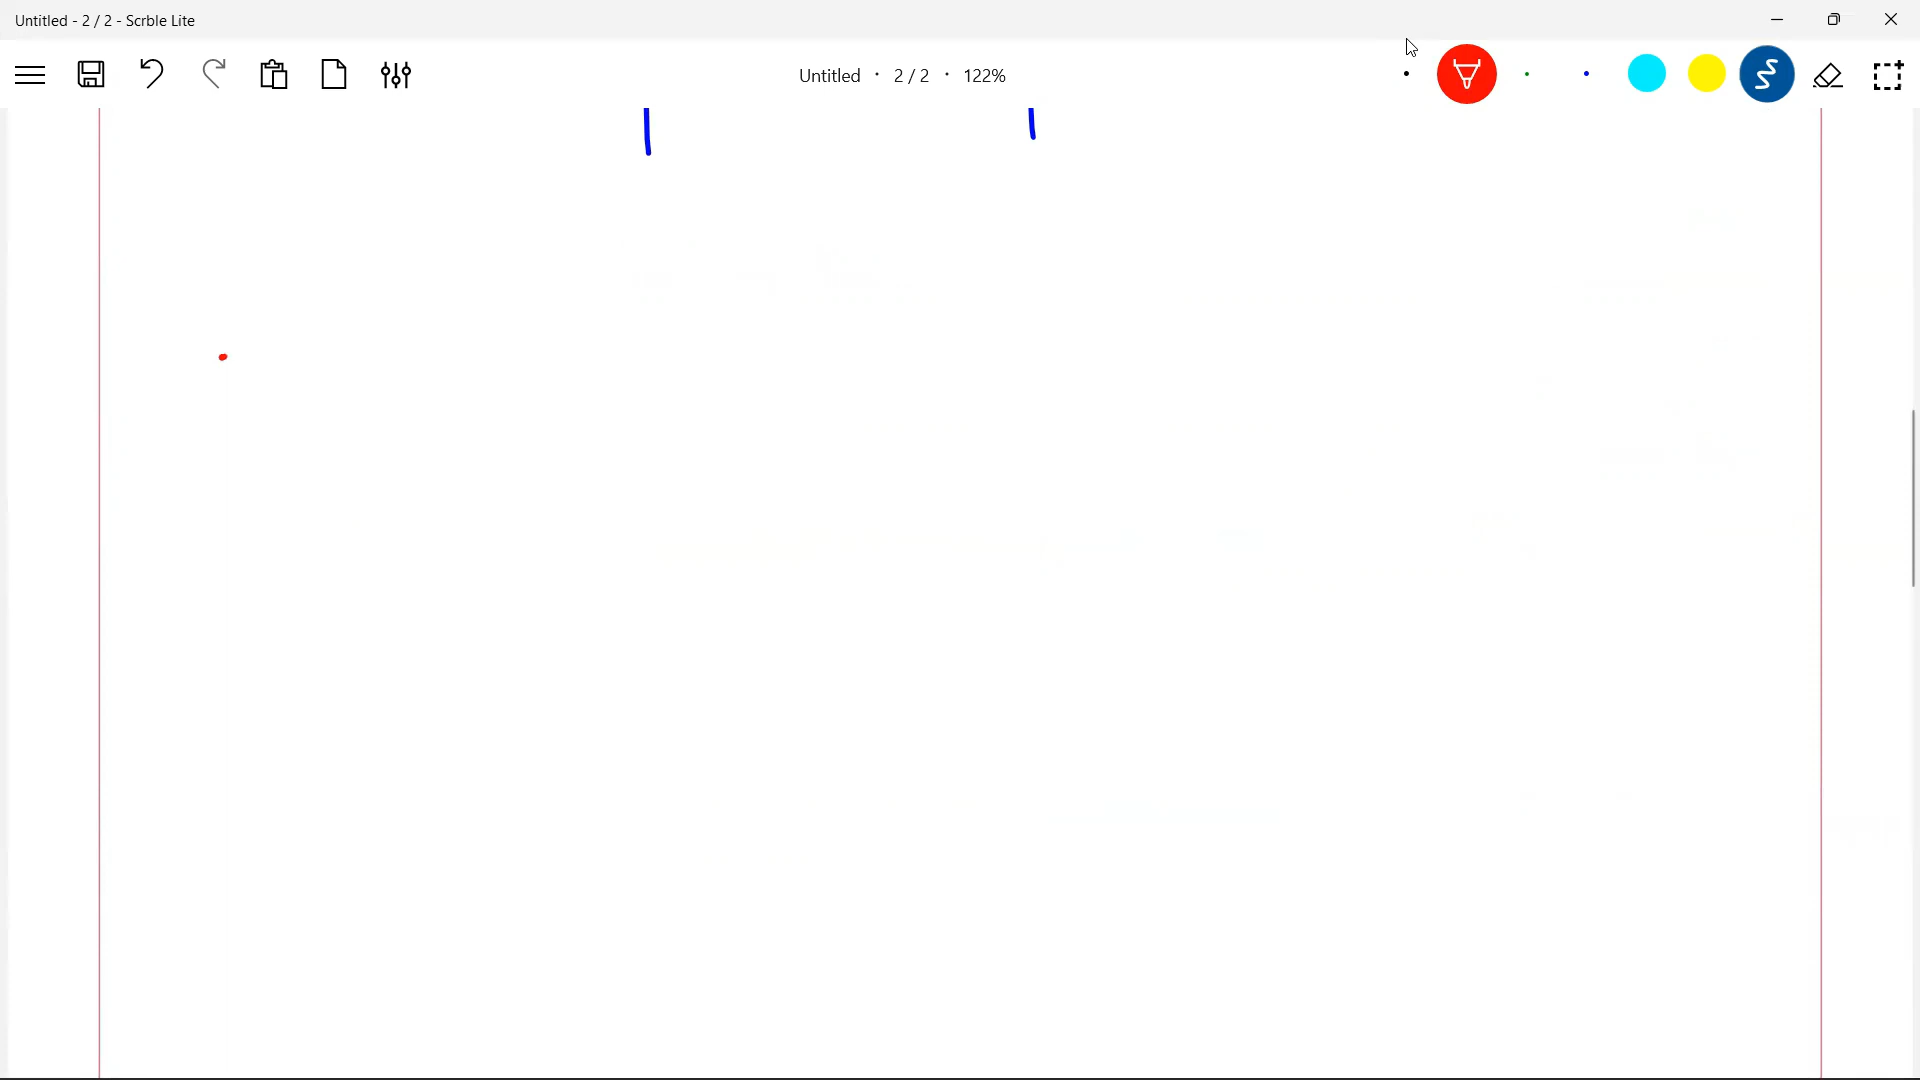 Untitled - 2 / 2 - Scrble Lite
Untitled · 2 / 2 · 122%